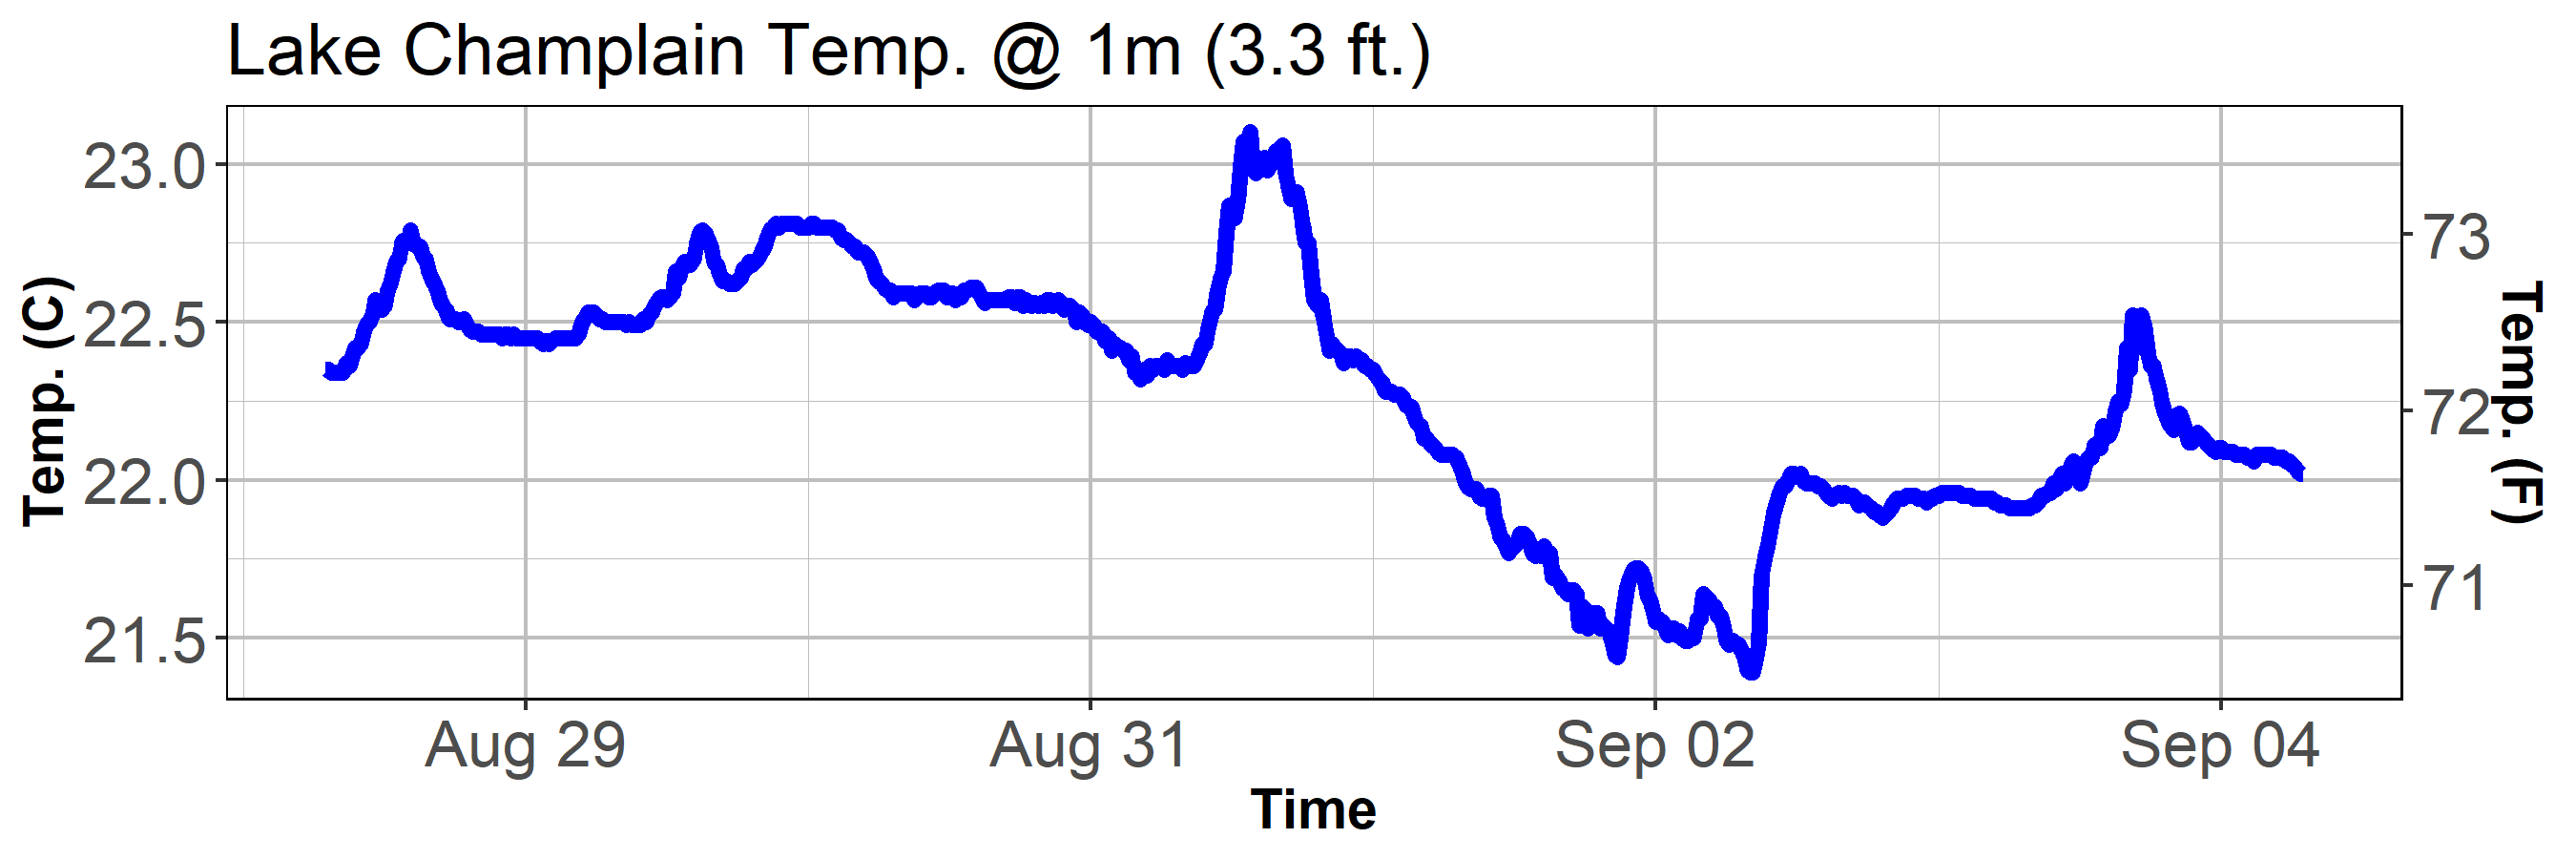 Lake Champlain Temp. @ 1m (3.3 ft.)
Temp. (C)
23.0
22.5
22.0
21.5
73
72
71
Temp. (F)
Aug 29
Aug 31
Sep 02
Sep 04
Time